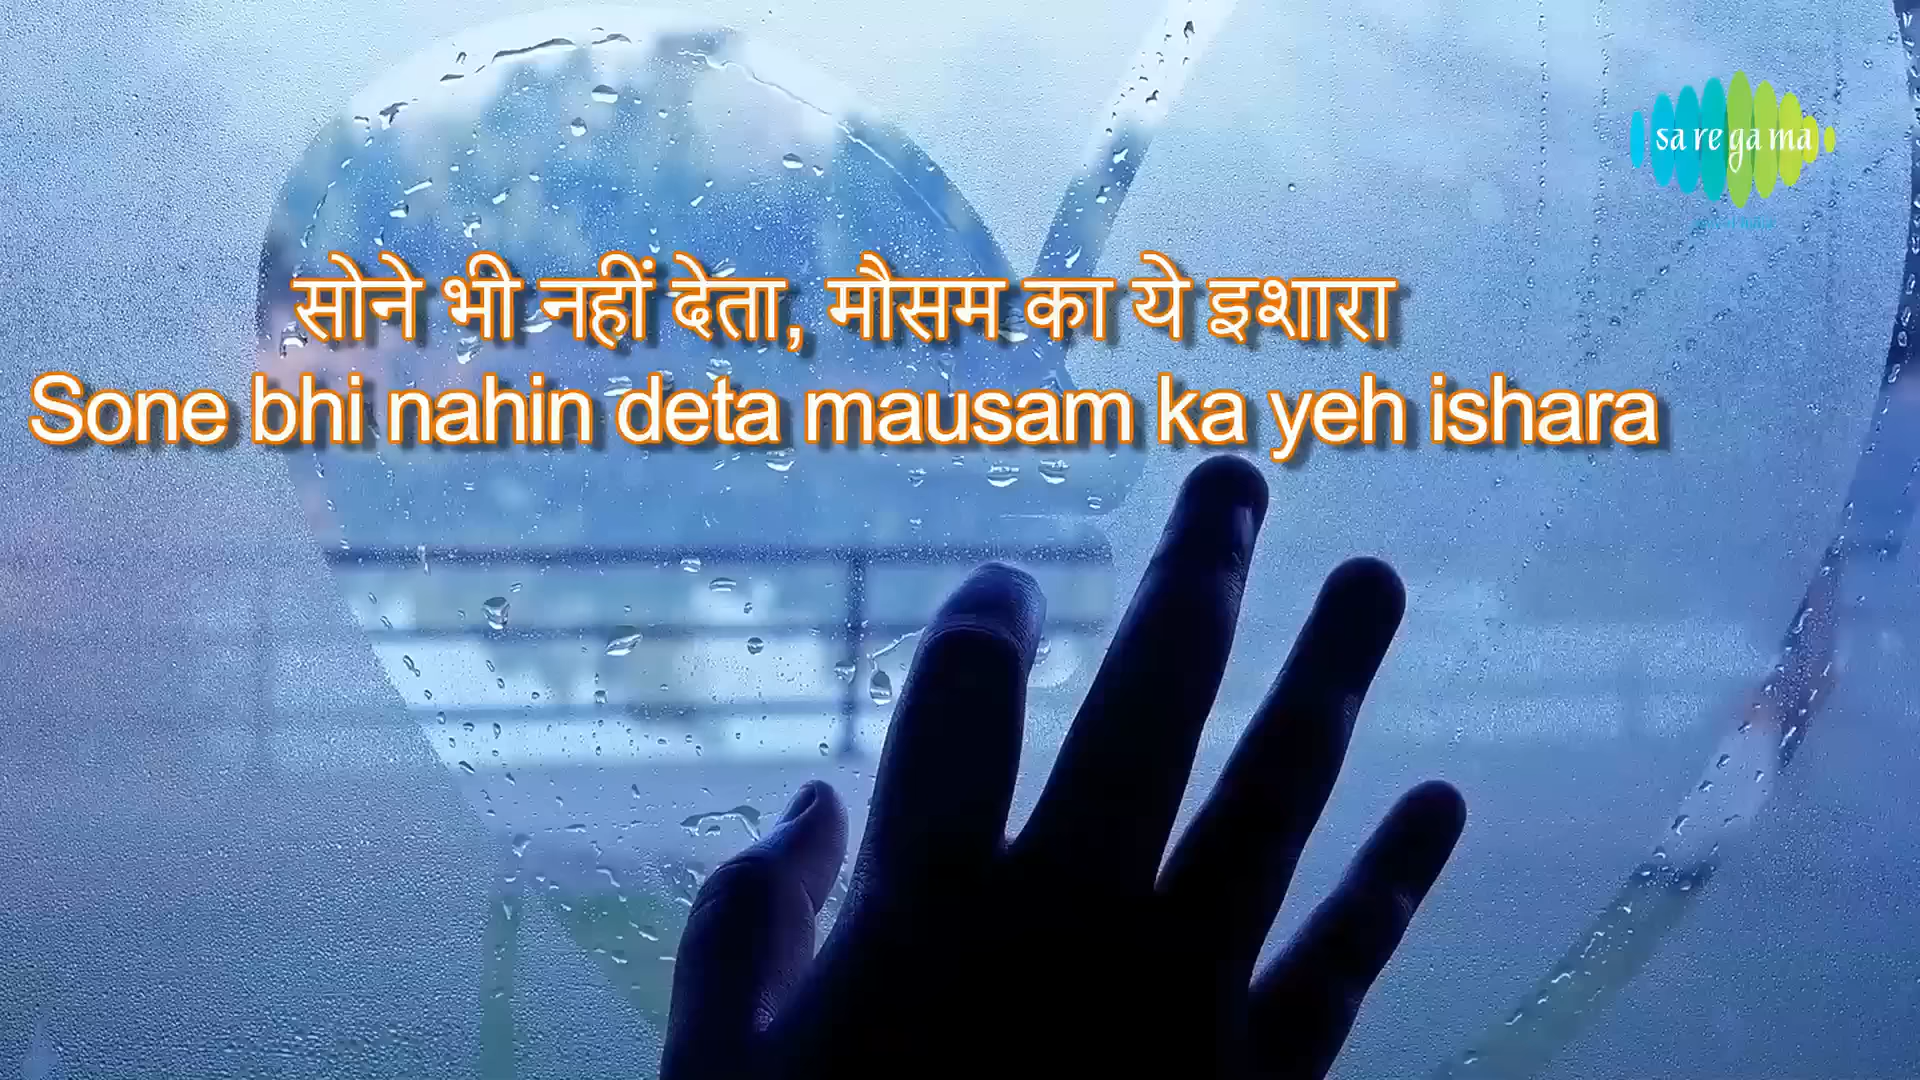 sa re ga ma
सोने भी नहीं देता, मौसम का ये इशारा
Sone bhi nahin deta mausam ka yeh ishara